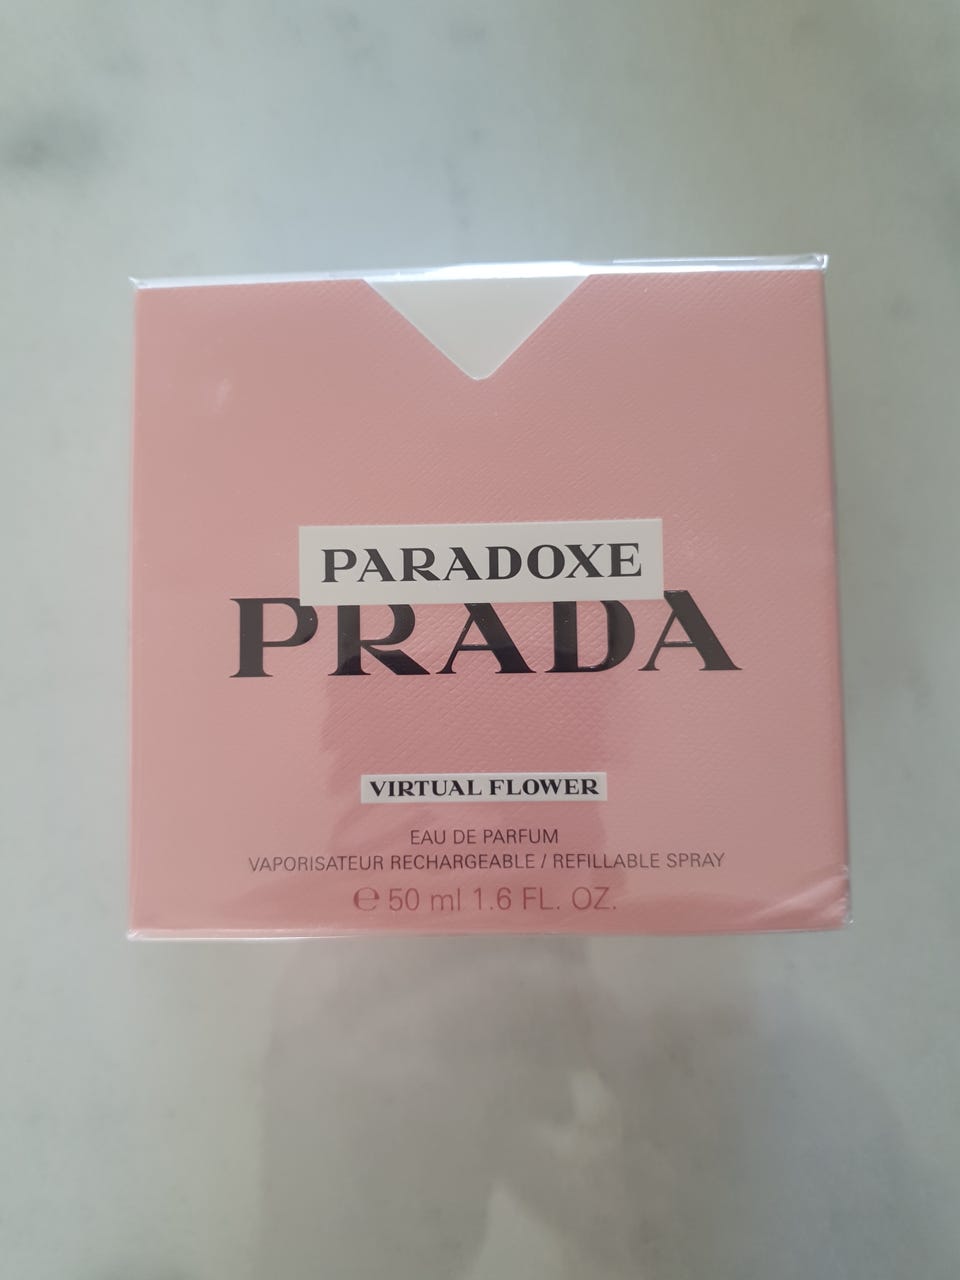 PARADOXE
PRADA
VIRTUAL FLOWER
EAU DE PARFUM
VAPORISATEUR RECHARGEABLE / REFILLABLE SPRAY
℮ 50 ml 1.6 FL. OZ.